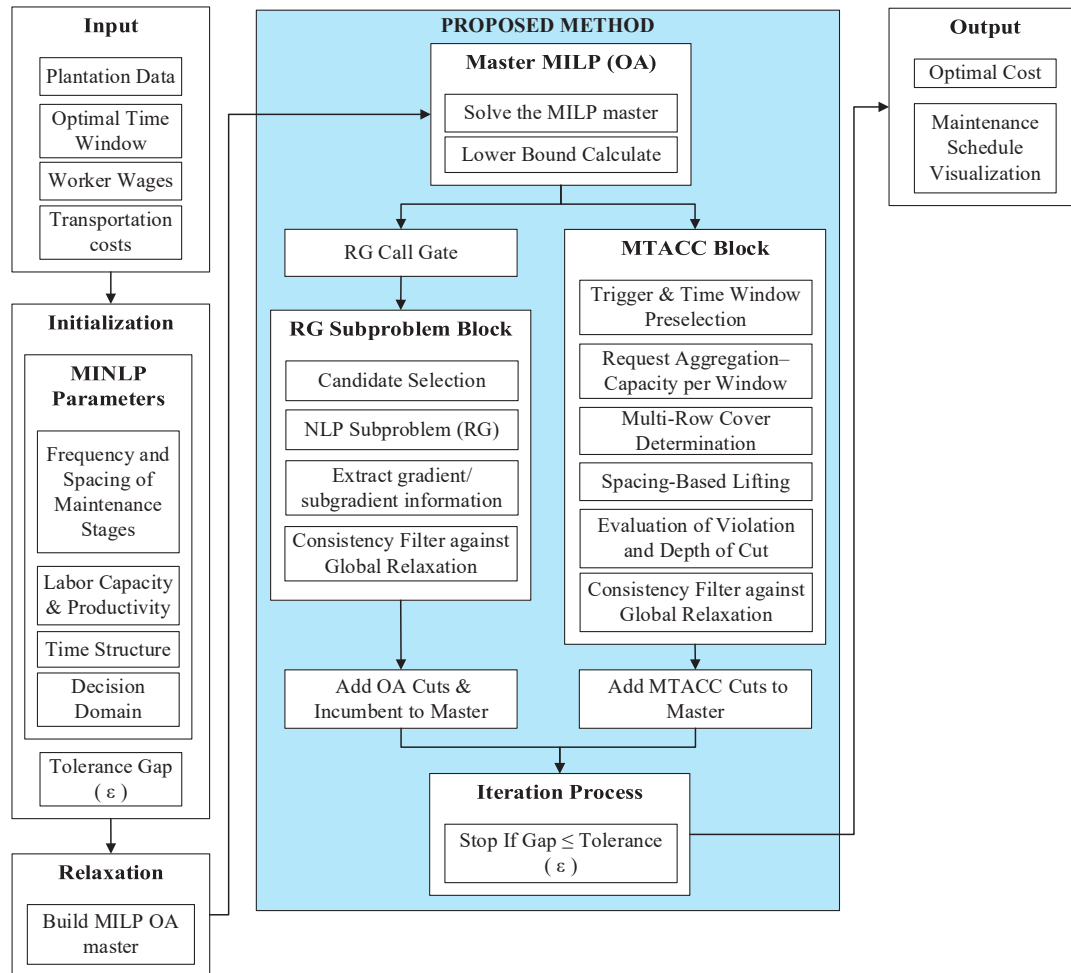 Input
Plantation Data
Optimal Time
Window
Worker Wages
Transportation
costs
Initialization
MINLP
Parameters
Frequency and
Spacing of
Maintenance
Stages
Labor Capacity
& Productivity
Time Structure
Decision
Domain
Tolerance Gap
( ε )
Relaxation
Build MILP OA
master
PROPOSED METHOD
Master MILP (OA)
Solve the MILP master
Lower Bound Calculate
RG Call Gate
RG Subproblem Block
Candidate Selection
NLP Subproblem (RG)
Extract gradient/
subgradient information
Consistency Filter against
Global Relaxation
Add OA Cuts &
Incumbent to Master
MTACC Block
Trigger & Time Window
Preselection
Request Aggregation–
Capacity per Window
Multi-Row Cover
Determination
Spacing-Based Lifting
Evaluation of Violation
and Depth of Cut
Consistency Filter against
Global Relaxation
Add MTACC Cuts to
Master
Iteration Process
Stop If Gap ≤ Tolerance
( ε )
Output
Optimal Cost
Maintenance
Schedule
Visualization